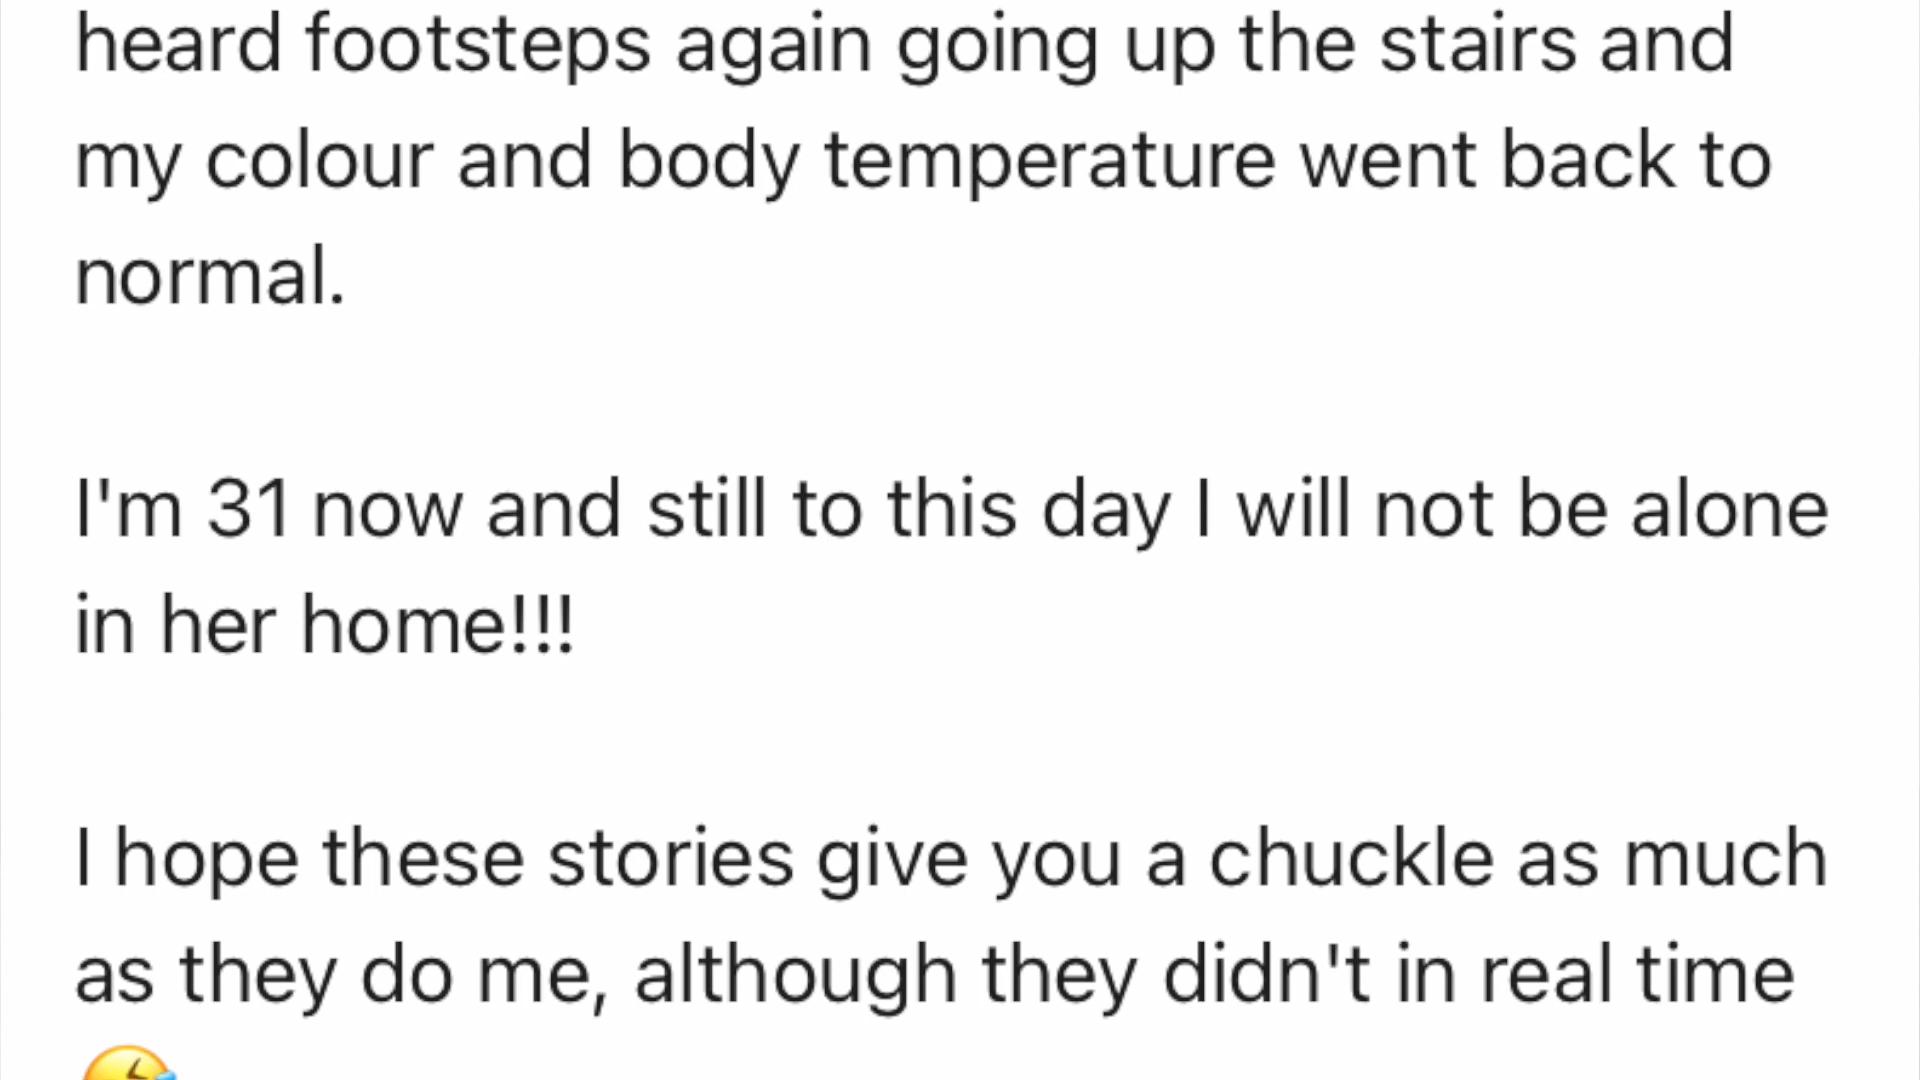 heard footsteps again going up the stairs and
my colour and body temperature went back to
normal.
I'm 31 now and still to this day I will not be alone
in her home!!!
I hope these stories give you a chuckle as much
as they do me, although they didn't in real time